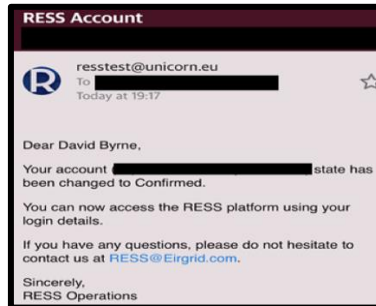 RESS Account
resstest@unicorn.eu
To
Today at 19:17
Dear David Byrne,
Your account ( state has
been changed to Confirmed.
You can now access the RESS platform using your
login details.
If you have any questions, please do not hesitate to
contact us at RESS@Eirgrid.com.
Sincerely,
RESS Operations